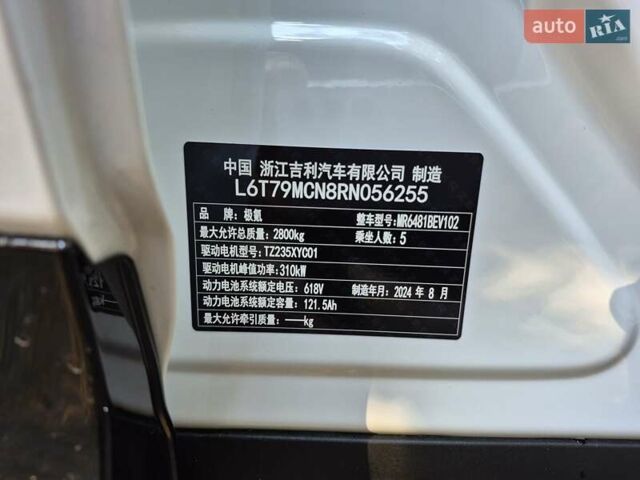 auto RIA
.com
中国 浙江吉利汽车有限公司 制造
L6T79MCN8RN056255
品 牌：极氪 整车型号：MR6481BEV102
最大允许总质量：2800kg 乘坐人数：5
驱动电机型号：TZ235XYC01
驱动电机峰值功率：310kW
动力电池系统额定电压：618V 制造年月：2024 年 8 月
动力电池系统额定容量：121.5Ah
最大允许牵引质量：——kg